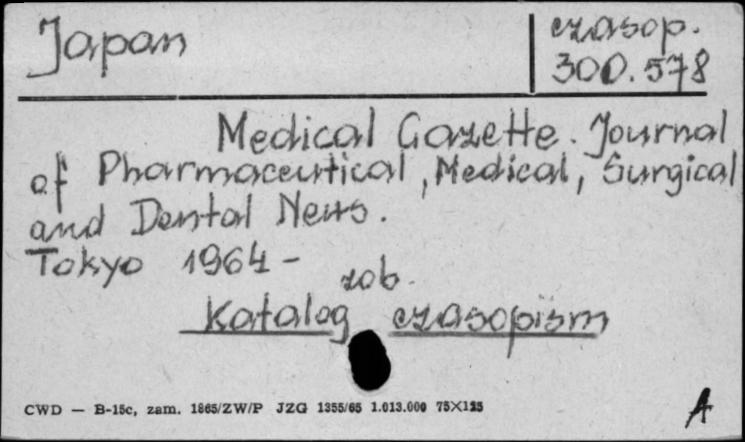 Japan
czasop.
300.578
Medical Gazette. Journal
of Pharmaceutical, Medical, Surgical
and Dental News.
Tokyo 1964 -
zob.
Katalog czasopism
CWD — B-15c, zam. 1865/ZW/P JZG 1355/65 1.013.000 75X125
A